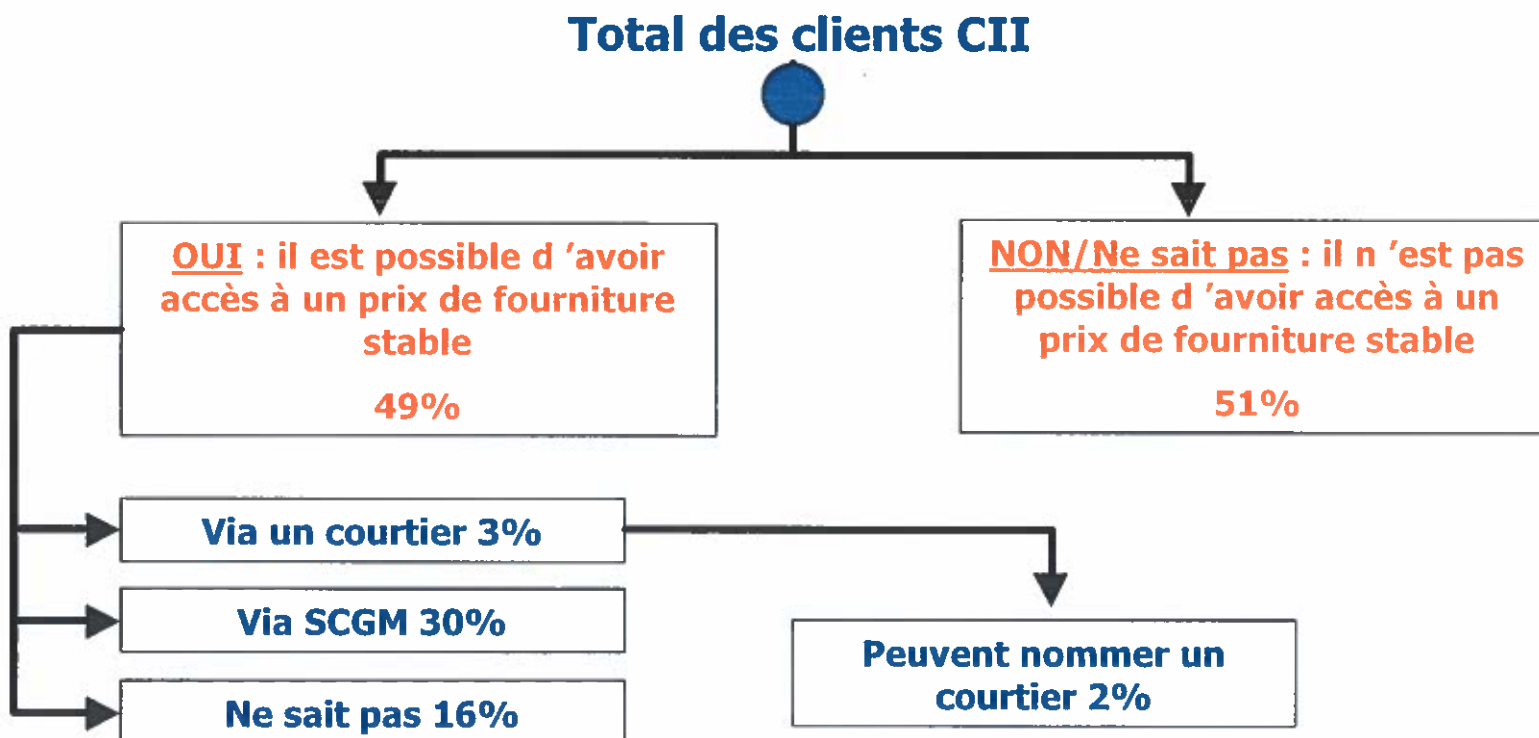 Total des clients CII
OUI : il est possible d ’avoir
accès à un prix de fourniture
stable
49%
NON/Ne sait pas : il n ’est pas
possible d ’avoir accès à un
prix de fourniture stable
51%
Via un courtier 3%
Via SCGM 30%
Ne sait pas 16%
Peuvent nommer un
courtier 2%